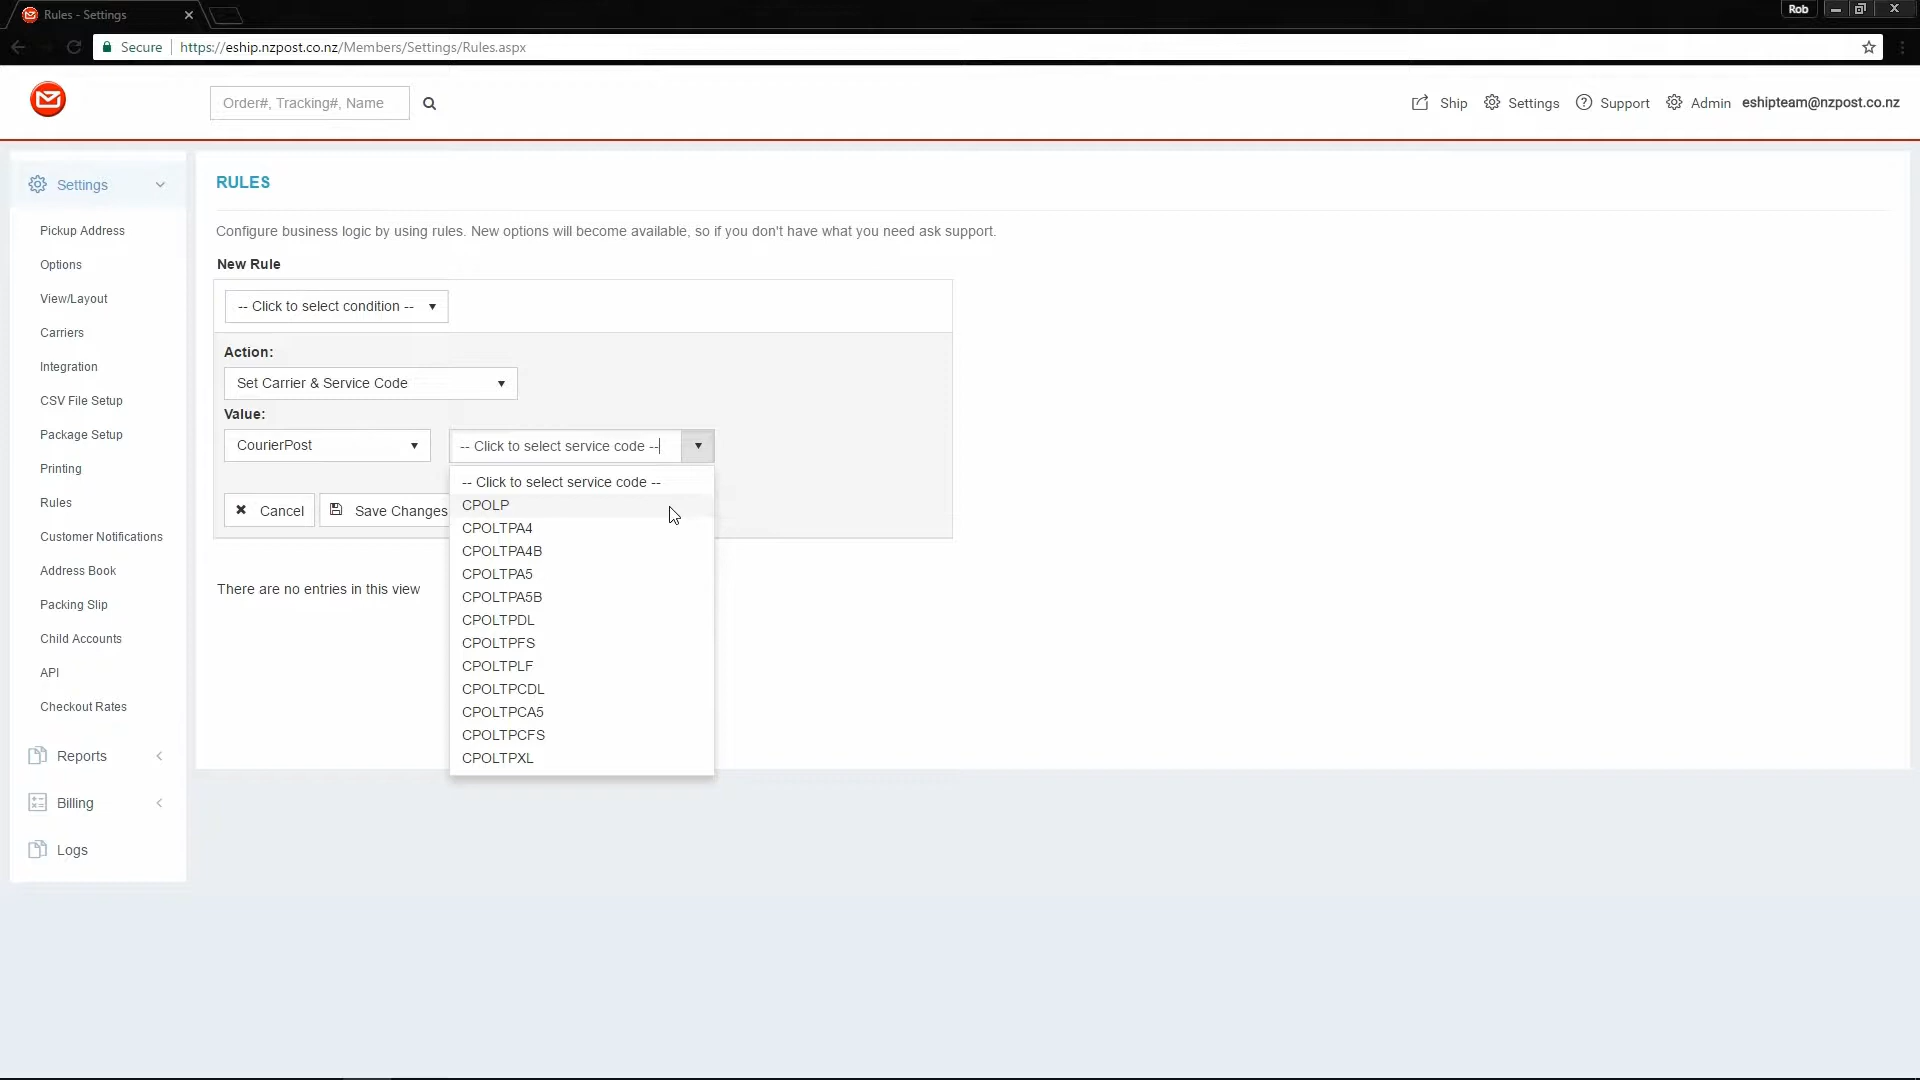 Rules - Settings
Rob
Secure
https://eship.nzpost.co.nz/Members/Settings/Rules.aspx
Order#, Tracking#, Name
Ship
Settings
Support
Admin
eshipteam@nzpost.co.nz
Settings
Pickup Address
Options
View/Layout
Carriers
Integration
CSV File Setup
Package Setup
Printing
Rules
Customer Notifications
Address Book
Packing Slip
Child Accounts
API
Checkout Rates
Reports
Billing
Logs
RULES
Configure business logic by using rules. New options will become available, so if you don't have what you need ask support.
New Rule
-- Click to select condition --
Action:
Set Carrier & Service Code
Value:
CourierPost
-- Click to select service code --
-- Click to select service code --
CPOLP
CPOLTPA4
CPOLTPA4B
CPOLTPA5
CPOLTPA5B
CPOLTPDL
CPOLTPFS
CPOLTPLF
CPOLTPCDL
CPOLTPCA5
CPOLTPCFS
CPOLTPXL
Cancel
Save Changes
There are no entries in this view